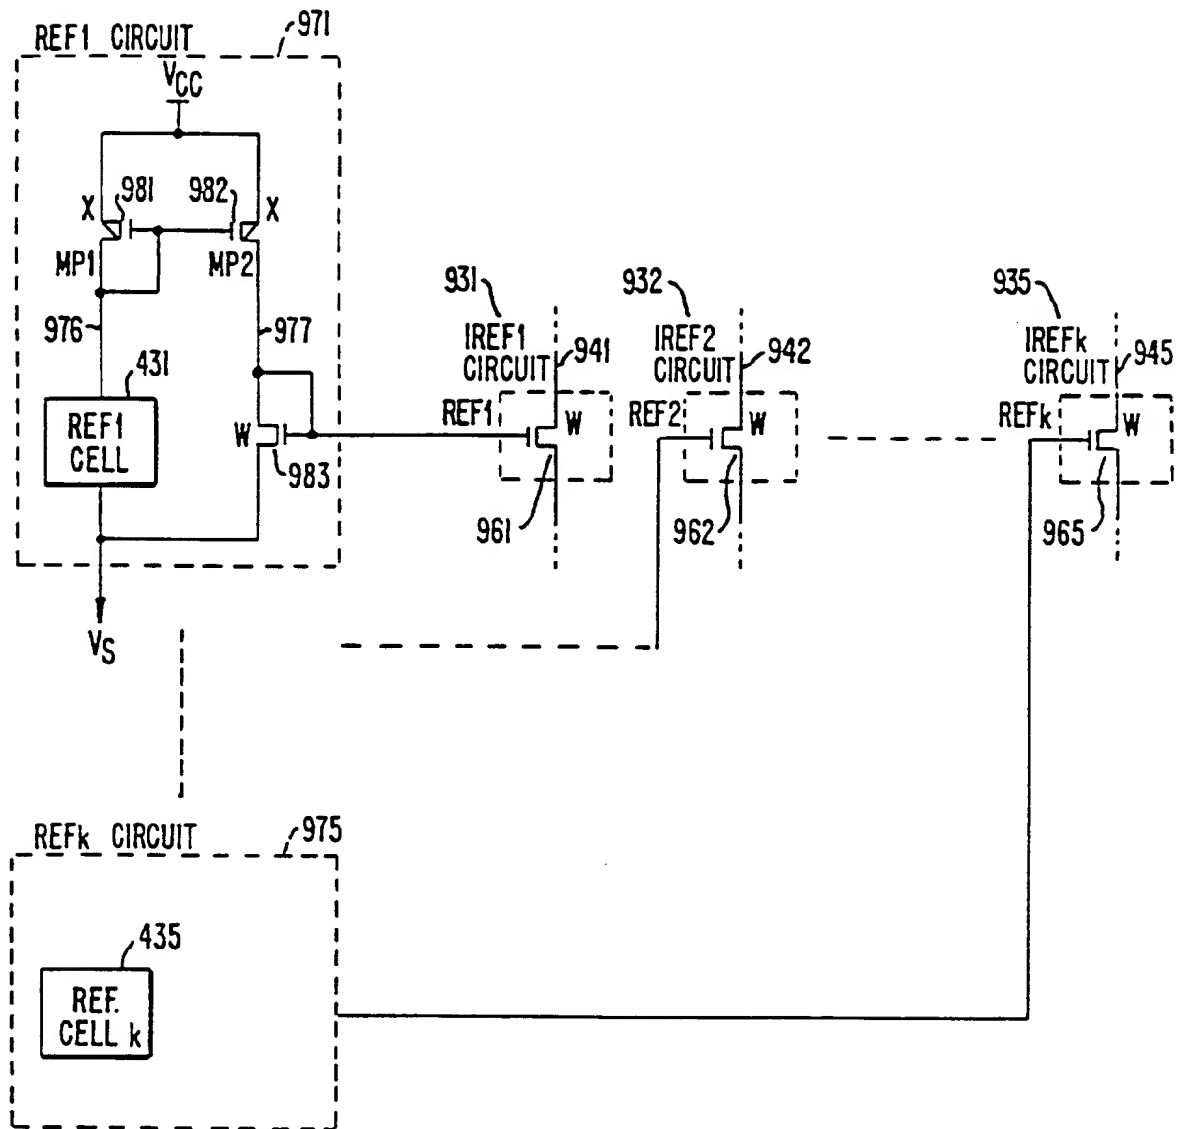 REF1 CIRCUIT
971
VCC
X
981
982
X
MP1
MP2
976
977
431
REF1
CELL
W
983
VS
931
IREF1
CIRCUIT
941
REF1
W
961
932
IREF2
CIRCUIT
942
REF2
W
962
935
IREFk
CIRCUIT
945
REFk
W
965
REFk CIRCUIT
975
435
REF.
CELL k